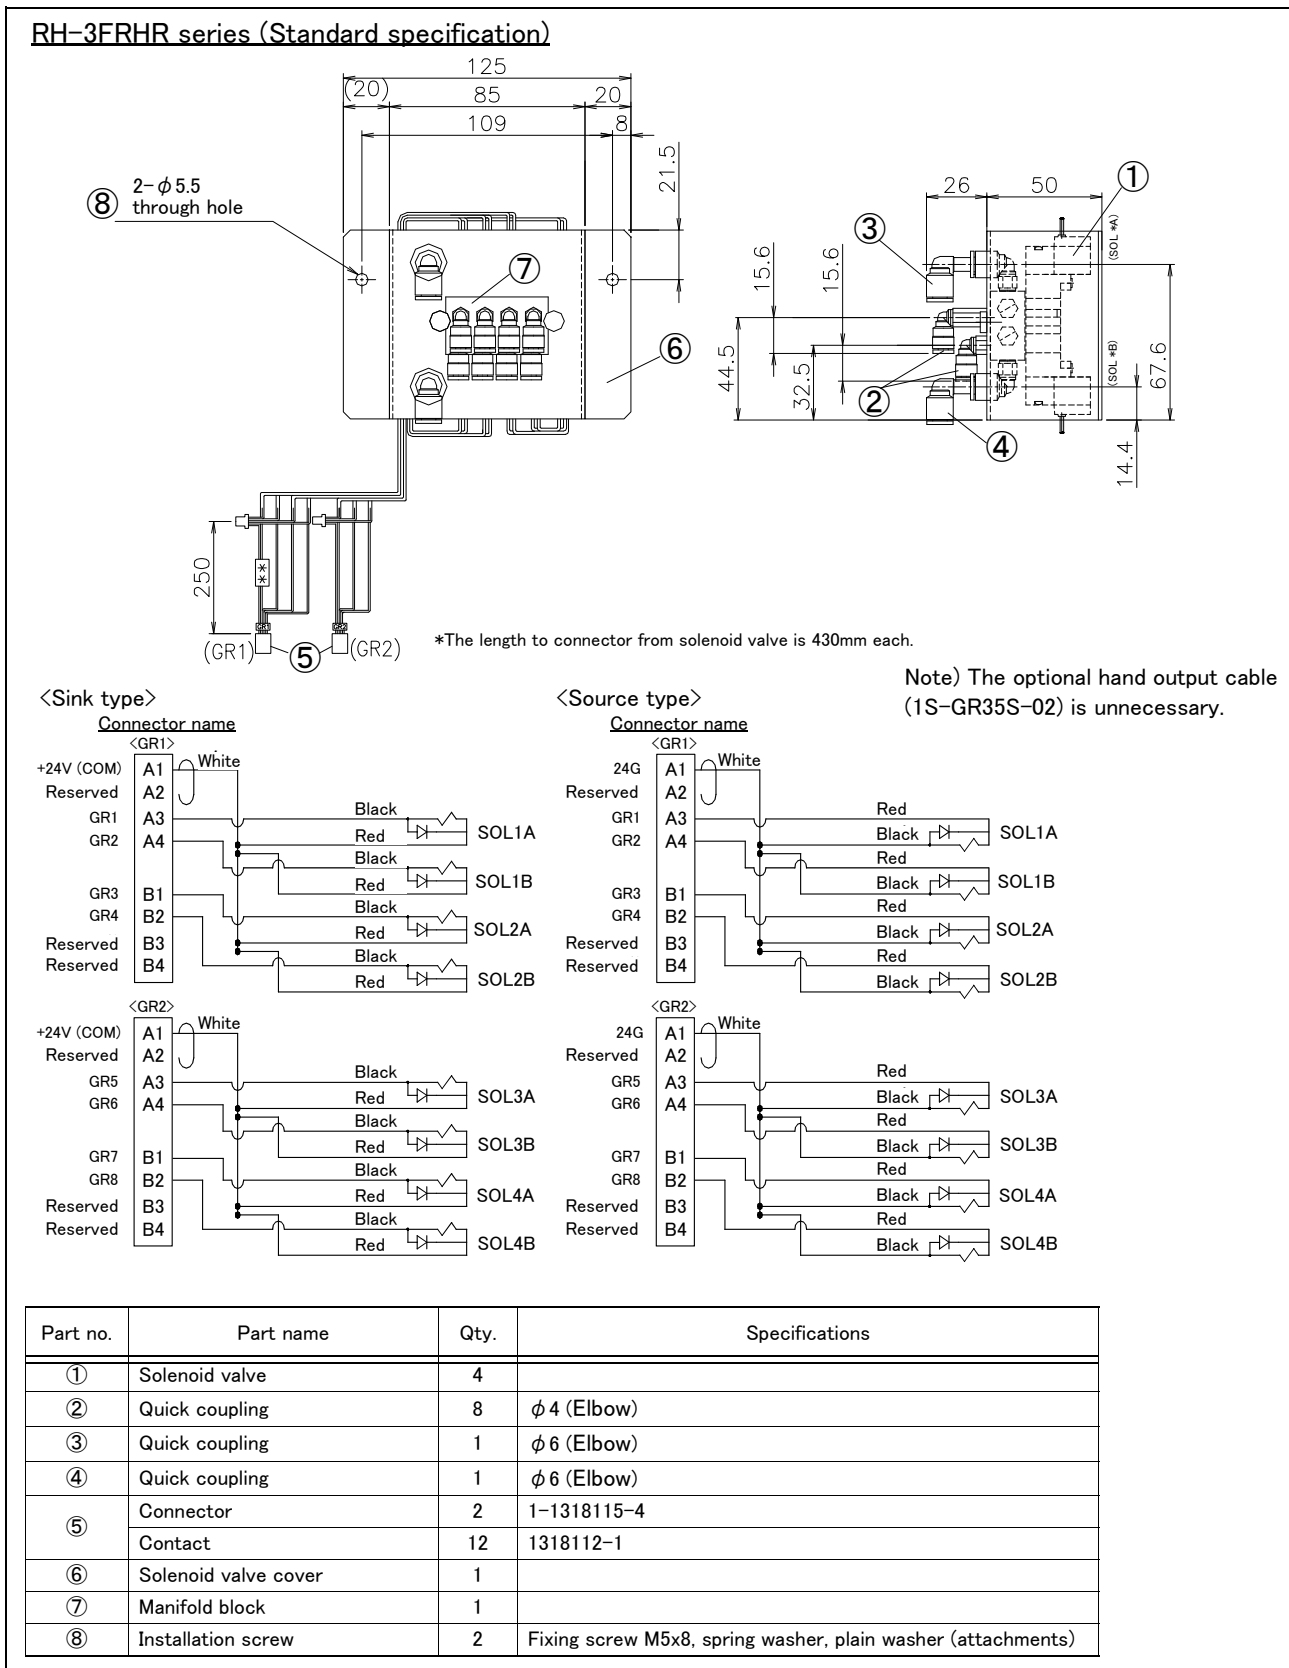 RH-3FRHR series (Standard specification)
125
(20) 85 20
109 8
21.5
⑧ 2-φ5.5
through hole
⑦
⑥
26 50 ①
③
(SOL *A)
15.6 15.6
(SOL *B)
44.5 32.5 67.6
②
④ 14.4
250
**
(GR1) ⑤ (GR2)
*The length to connector from solenoid valve is 430mm each.
Note) The optional hand output cable
(1S-GR35S-02) is unnecessary.
<Sink type>
Connector name
<GR1>
+24V (COM) A1 White
Reserved A2
GR1 A3 Black
Red SOL1A
GR2 A4 Black
Red SOL1B
GR3 B1 Black
GR4 B2 Red SOL2A
Reserved B3 Black
Reserved B4 Red SOL2B
<GR2>
+24V (COM) A1 White
Reserved A2
GR5 A3 Black
Red SOL3A
GR6 A4 Black
Red SOL3B
GR7 B1 Black
GR8 B2 Red SOL4A
Reserved B3 Black
Reserved B4 Red SOL4B
<Source type>
Connector name
<GR1>
24G A1 White
Reserved A2
GR1 A3 Red
Black SOL1A
GR2 A4 Red
Black SOL1B
GR3 B1 Red
GR4 B2 Black SOL2A
Reserved B3 Red
Reserved B4 Black SOL2B
<GR2>
24G A1 White
Reserved A2
GR5 A3 Red
Black SOL3A
GR6 A4 Red
Black SOL3B
GR7 B1 Red
GR8 B2 Black SOL4A
Reserved B3 Red
Reserved B4 Black SOL4B
Part no. Part name Qty. Specifications
① Solenoid valve 4
② Quick coupling 8 φ4 (Elbow)
③ Quick coupling 1 φ6 (Elbow)
④ Quick coupling 1 φ6 (Elbow)
⑤ Connector 2 1-1318115-4
Contact 12 1318112-1
⑥ Solenoid valve cover 1
⑦ Manifold block 1
⑧ Installation screw 2 Fixing screw M5x8, spring washer, plain washer (attachments)